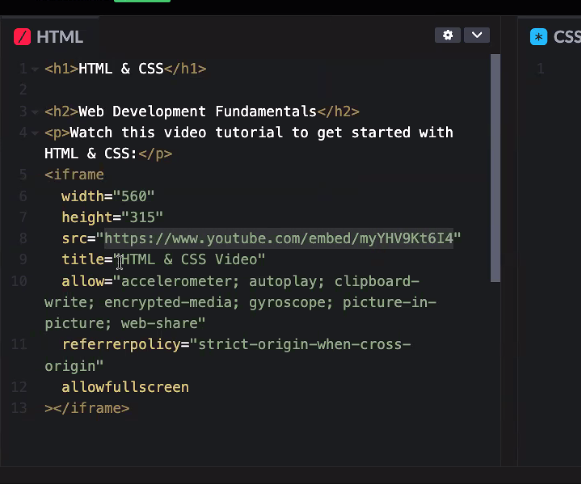 HTML
CSS
1 <h1>HTML & CSS</h1>
2
3 <h2>Web Development Fundamentals</h2>
4 <p>Watch this video tutorial to get started with
HTML & CSS:</p>
5 <iframe
6 width="560"
7 height="315"
8 src="https://www.youtube.com/embed/myYHV9Kt6I4"
9 title="HTML & CSS Video"
10 allow="accelerometer; autoplay; clipboard-
write; encrypted-media; gyroscope; picture-in-
picture; web-share"
11 referrerpolicy="strict-origin-when-cross-
origin"
12 allowfullscreen
13 ></iframe>
1